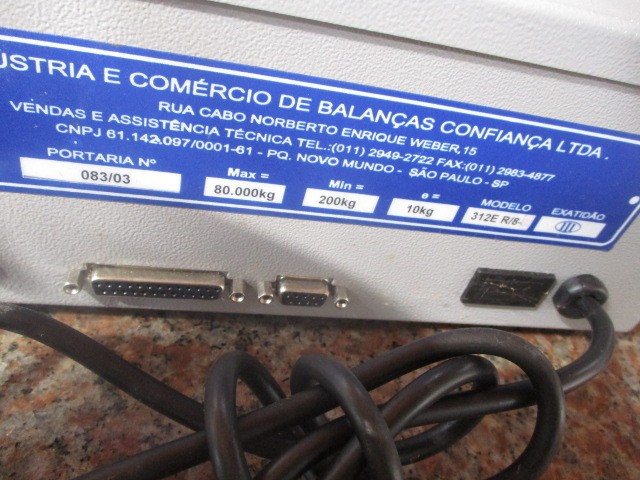 ÚSTRIA E COMÉRCIO DE BALANÇAS CONFIANÇA LTDA.
RUA CABO NORBERTO ENRIQUE WEBER,15
VENDAS E ASSISTÊNCIA TÉCNICA TEL.:(011) 2949-2722 FAX:(011) 2983-4877
CNPJ 61.142.097/0001-61 - PQ. NOVO MUNDO - SÃO PAULO - SP
PORTARIA Nº Max = Min = e = MODELO EXATIDÃO
083/03 80.000kg 200kg 10kg 312E R/8- III